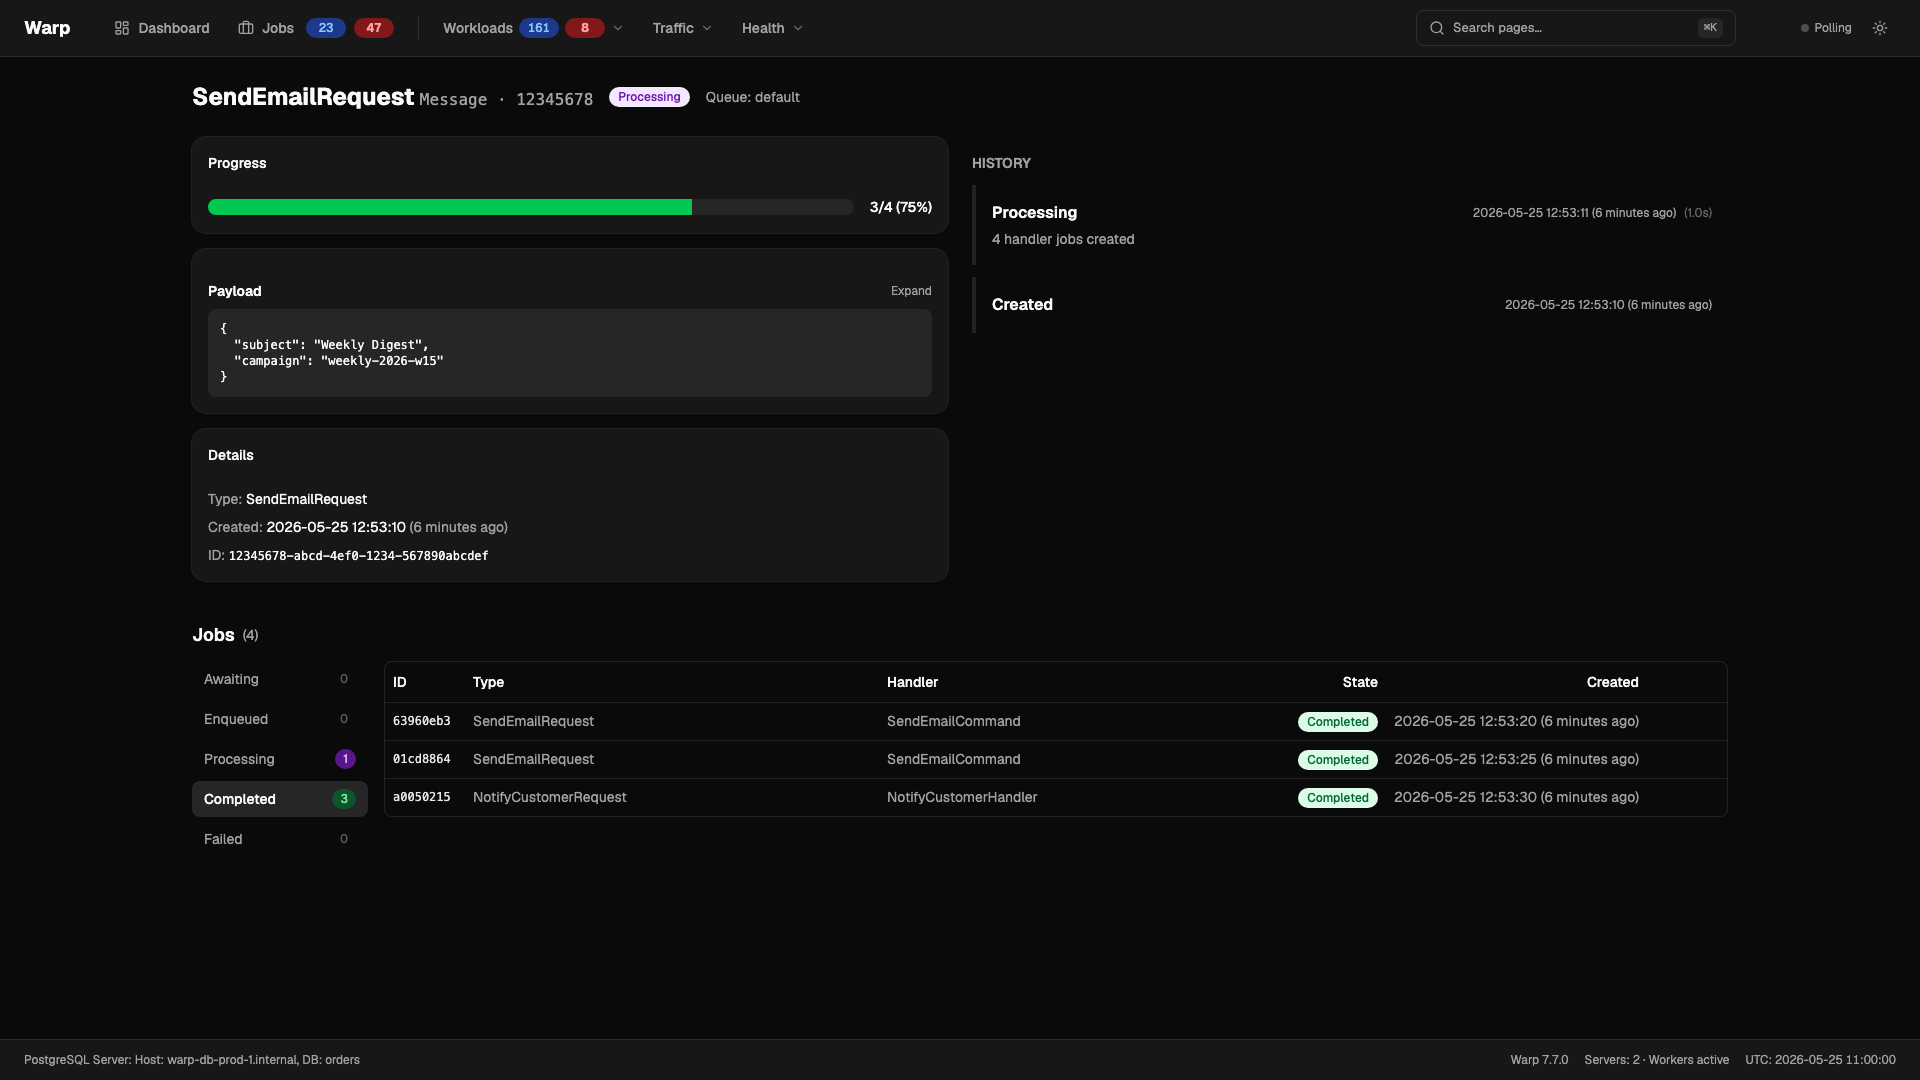 Warp Dashboard Jobs 23 47 Workloads 161 8 Traffic Health Search pages... ⌘K Polling
SendEmailRequest Message · 12345678 Processing Queue: default
Progress
3/4 (75%)
Payload Expand
{
"subject": "Weekly Digest",
"campaign": "weekly-2026-w15"
}
Details
Type: SendEmailRequest
Created: 2026-05-25 12:53:10 (6 minutes ago)
ID: 12345678-abcd-4ef0-1234-567890abcdef
HISTORY
Processing 2026-05-25 12:53:11 (6 minutes ago) (1.0s)
4 handler jobs created
Created 2026-05-25 12:53:10 (6 minutes ago)
Jobs (4)
Awaiting 0
Enqueued 0
Processing 1
Completed 3
Failed 0
ID Type Handler State Created
63960eb3 SendEmailRequest SendEmailCommand Completed 2026-05-25 12:53:20 (6 minutes ago)
01cd8864 SendEmailRequest SendEmailCommand Completed 2026-05-25 12:53:25 (6 minutes ago)
a0050215 NotifyCustomerRequest NotifyCustomerHandler Completed 2026-05-25 12:53:30 (6 minutes ago)
PostgreSQL Server: Host: warp-db-prod-1.internal, DB: orders Warp 7.7.0 Servers: 2 · Workers active UTC: 2026-05-25 11:00:00